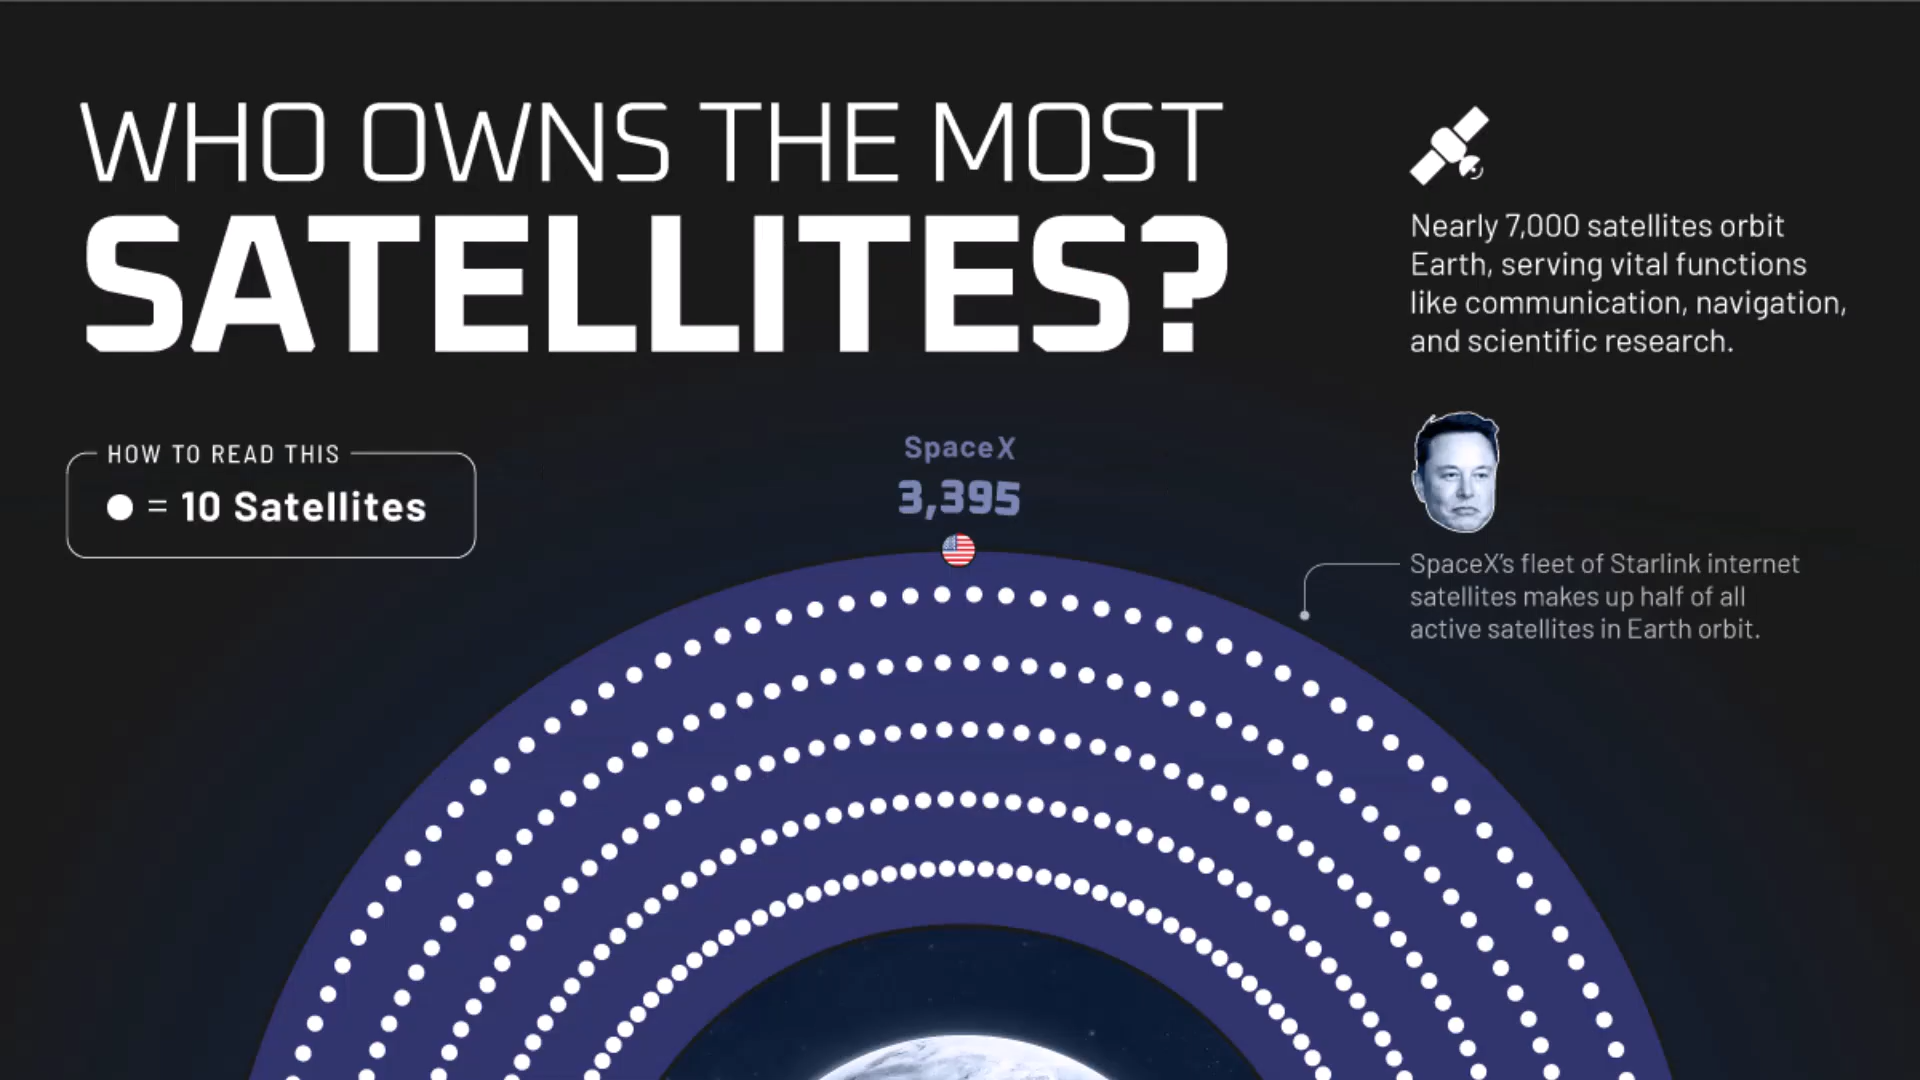 WHO OWNS THE MOST
SATELLITES?
Nearly 7,000 satellites orbit
Earth, serving vital functions
like communication, navigation,
and scientific research.
HOW TO READ THIS
= 10 Satellites
SpaceX
3,395
SpaceX's fleet of Starlink internet
satellites makes up half of all
active satellites in Earth orbit.